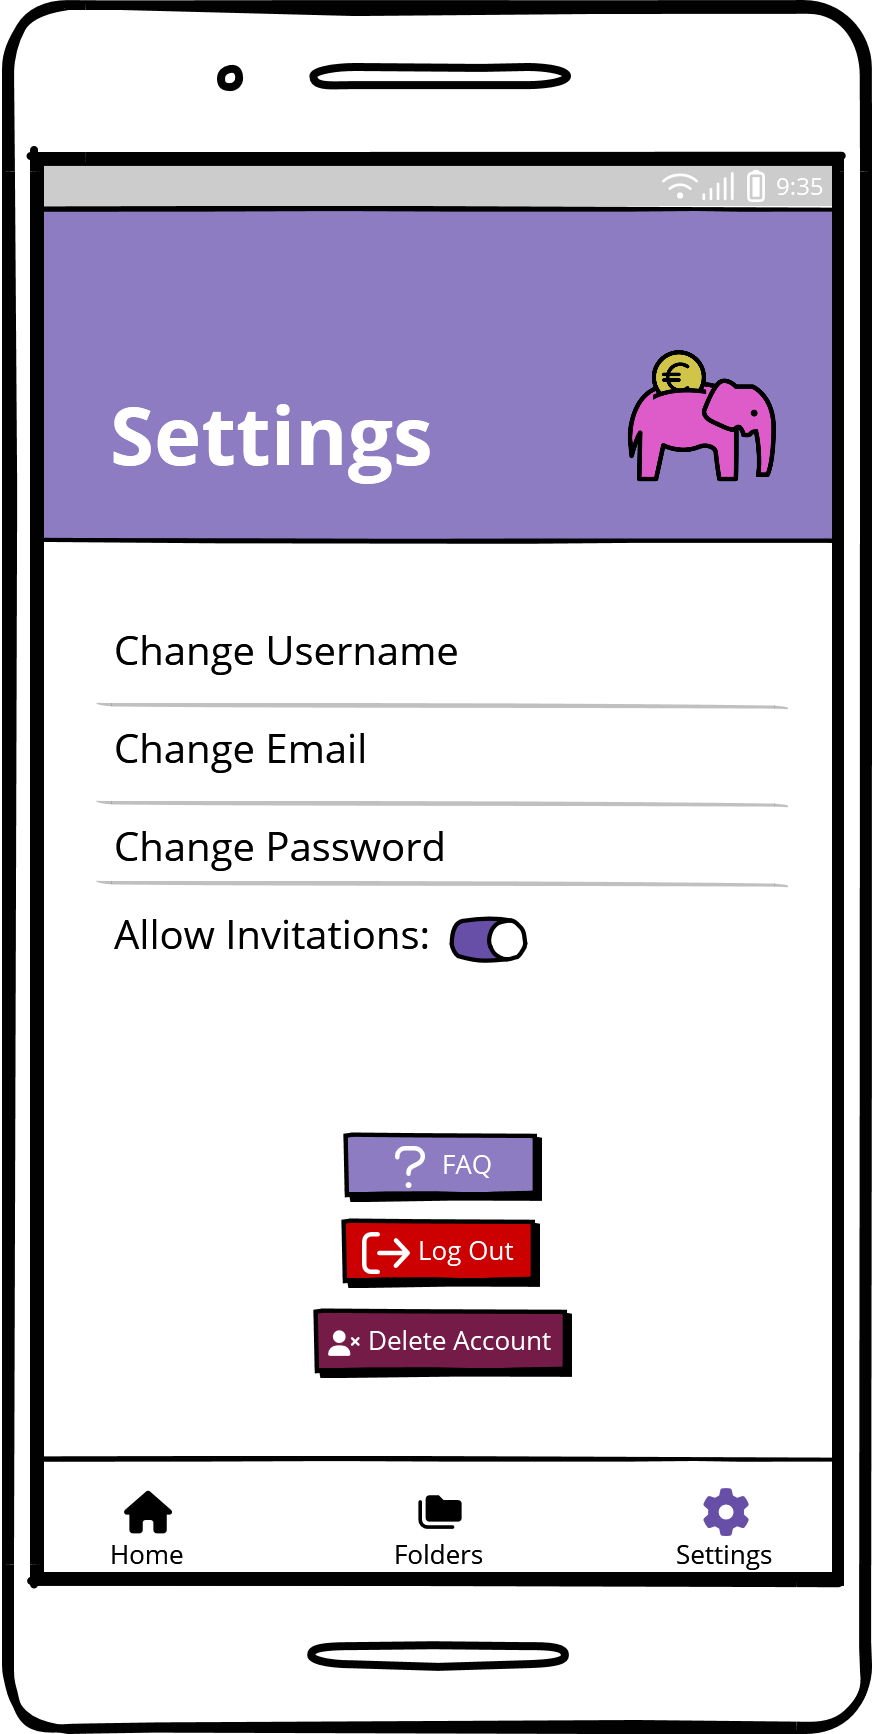 9:35
€
Settings
Change Username
Change Email
Change Password
Allow Invitations:
? FAQ
Log Out
Delete Account
Home Folders Settings